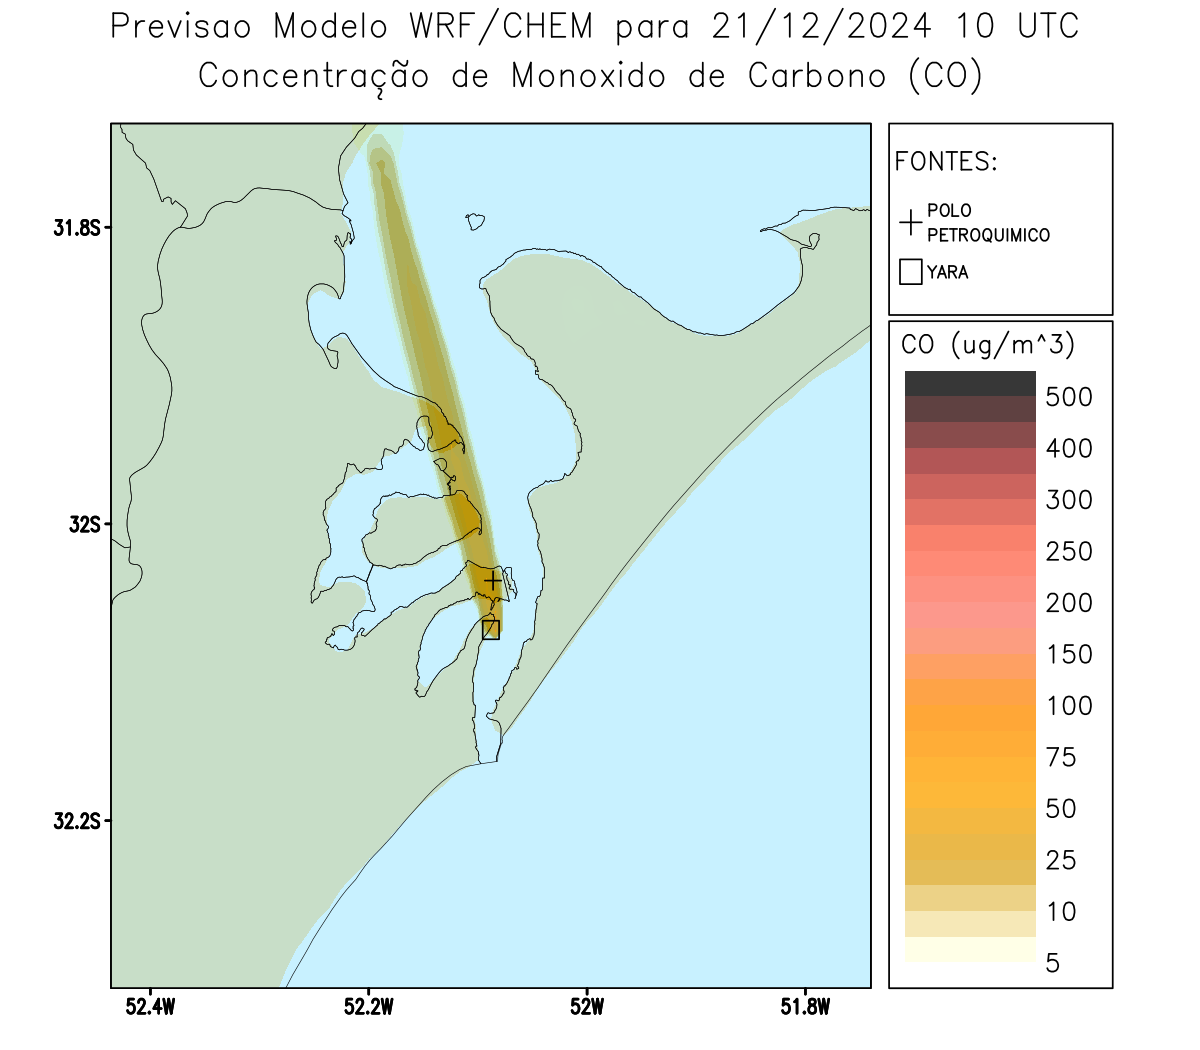 Previsao Modelo WRF/CHEM para 21/12/2024 10 UTC
Concentração de Monoxido de Carbono (CO)
FONTES:
POLO
PETROQUIMICO
YARA
CO (ug/m^3)
500
400
300
250
200
150
100
75
50
25
10
5
31.8S
32S
32.2S
52.4W
52.2W
52W
51.8W